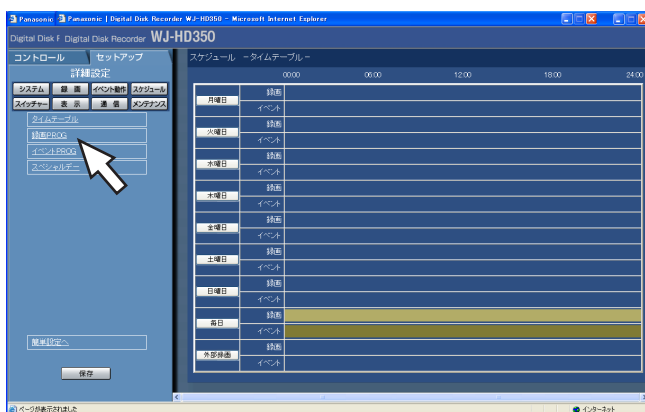 Panasonic Panasonic | Digital Disk Recorder WJ-HD350 - Microsoft Internet Explorer
Digital Disk F Digital Disk Recorder WJ-HD350
コントロール セットアップ
スケジュール －タイムテーブル－
詳細設定
システム 録 画 イベント動作 スケジュール
スイッチャー 表 示 通 信 メンテナンス
タイムテーブル
録画PROG
イベントPROG
スペシャルデー
簡単設定へ
保存
00:00 06:00 12:00 18:00 24:00
月曜日 録画
イベント
火曜日 録画
イベント
水曜日 録画
イベント
木曜日 録画
イベント
金曜日 録画
イベント
土曜日 録画
イベント
日曜日 録画
イベント
毎日 録画
イベント
外部録画 録画
イベント
ページが表示されました インターネット